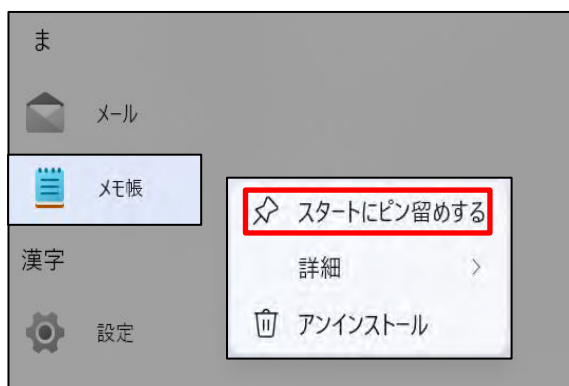 ま
メール
メモ帳
スタートにピン留めする
詳細
アンインストール
漢字
設定